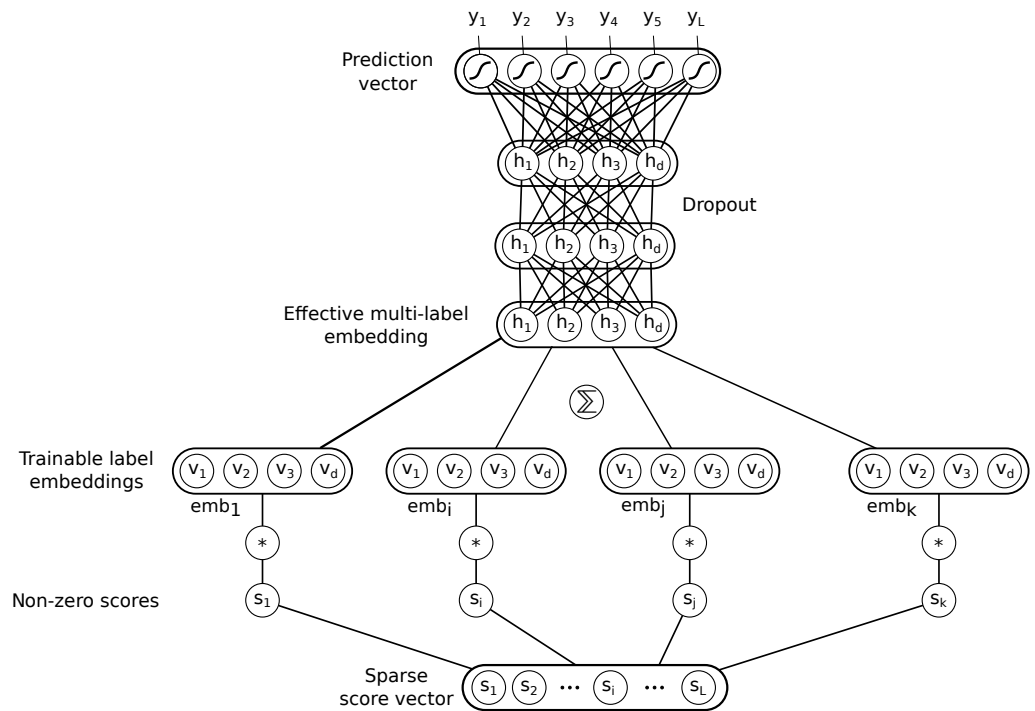 y1 y2 y3 y4 y5 yL
Prediction
vector
h1 h2 h3 hd
Dropout
h1 h2 h3 hd
Effective multi-label
embedding
h1 h2 h3 hd
Σ
Trainable label
embeddings
v1 v2 v3 vd v1 v2 v3 vd v1 v2 v3 vd v1 v2 v3 vd
emb1 embi embj embk
* * * *
Non-zero scores
s1 si sj sk
Sparse
score vector
s1 s2 ... si ... sL